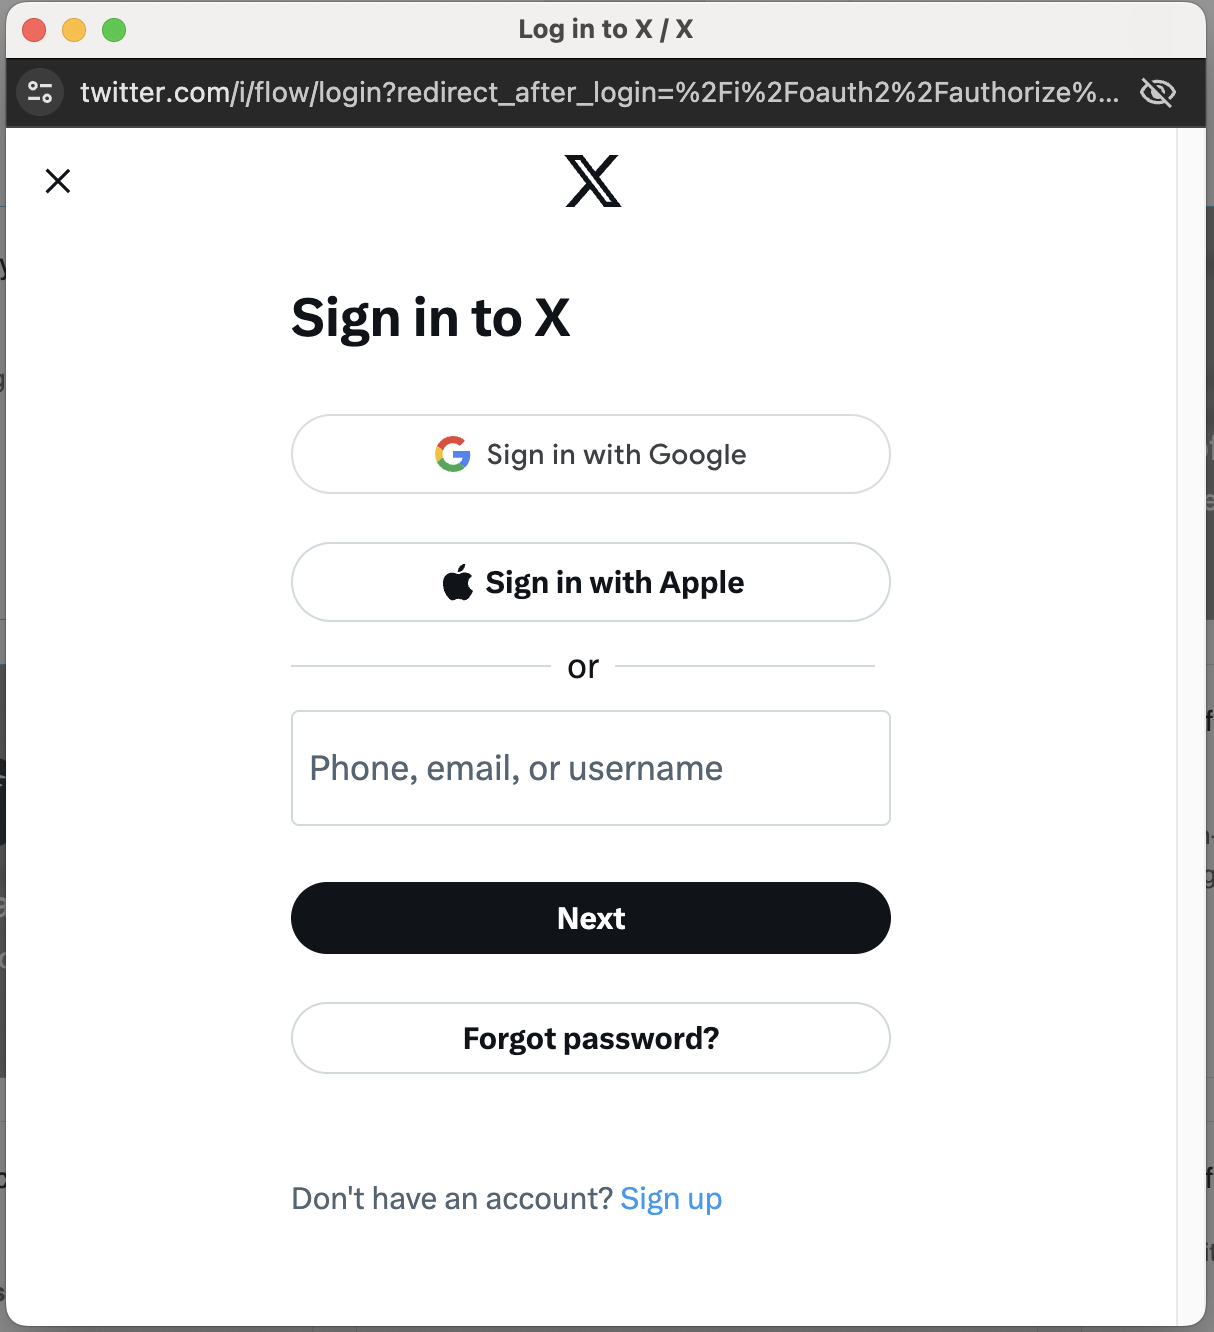 Log in to X / X
twitter.com/i/flow/login?redirect_after_login=%2Fi%2Foauth2%2Fauthorize%...
Sign in to X
Sign in with Google
Sign in with Apple
or
Phone, email, or username
Next
Forgot password?
Don't have an account? Sign up